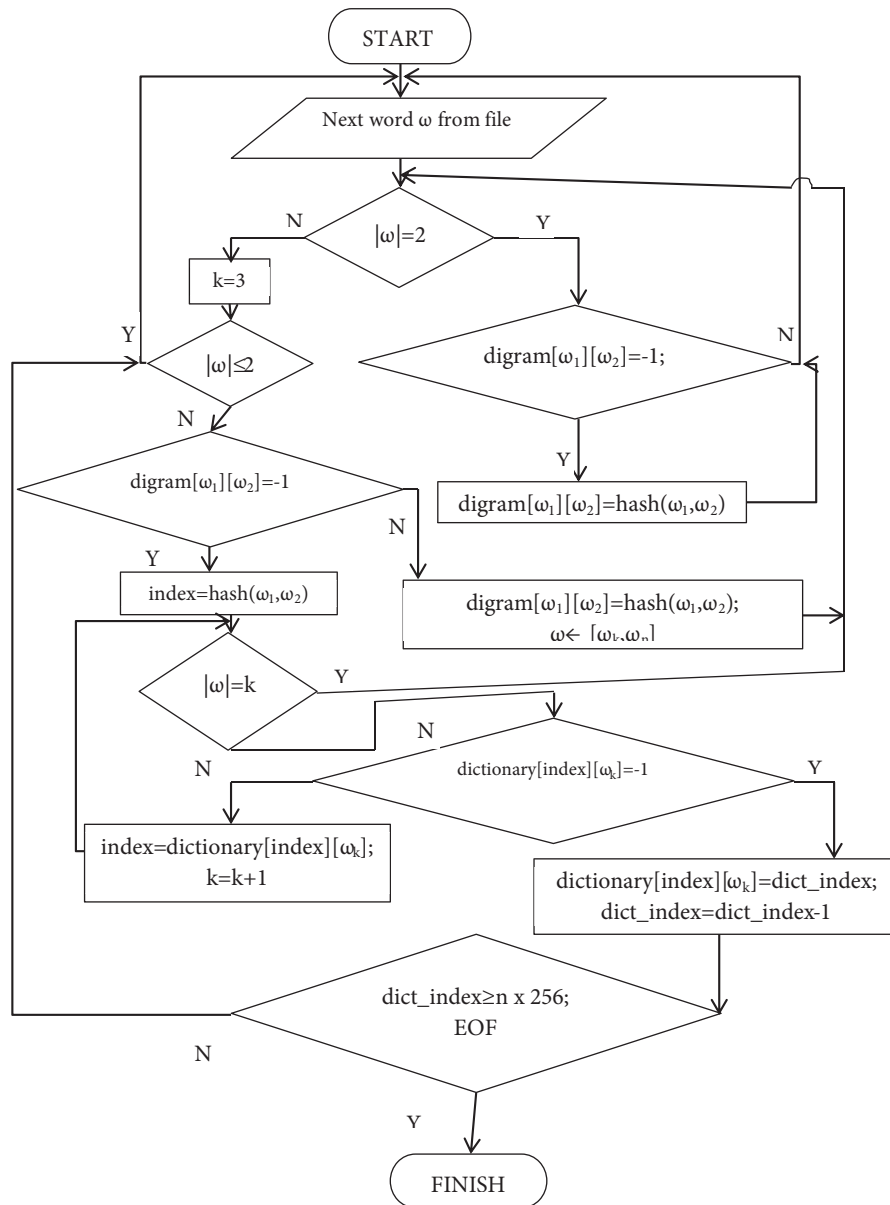 START
Next word ω from file
|ω|=2
N
Y
k=3
Y
|ω|≤2
N
digram[ω₁][ω₂]=-1;
N
Y
digram[ω₁][ω₂]=hash(ω₁,ω₂)
digram[ω₁][ω₂]=-1
N
Y
index=hash(ω₁,ω₂)
digram[ω₁][ω₂]=hash(ω₁,ω₂);
ω← [ωₖ,ωₙ]
|ω|=k
Y
N
N
dictionary[index][ωₖ]=-1
Y
index=dictionary[index][ωₖ];
k=k+1
dictionary[index][ωₖ]=dict_index;
dict_index=dict_index-1
dict_index≥n x 256;
EOF
N
Y
FINISH